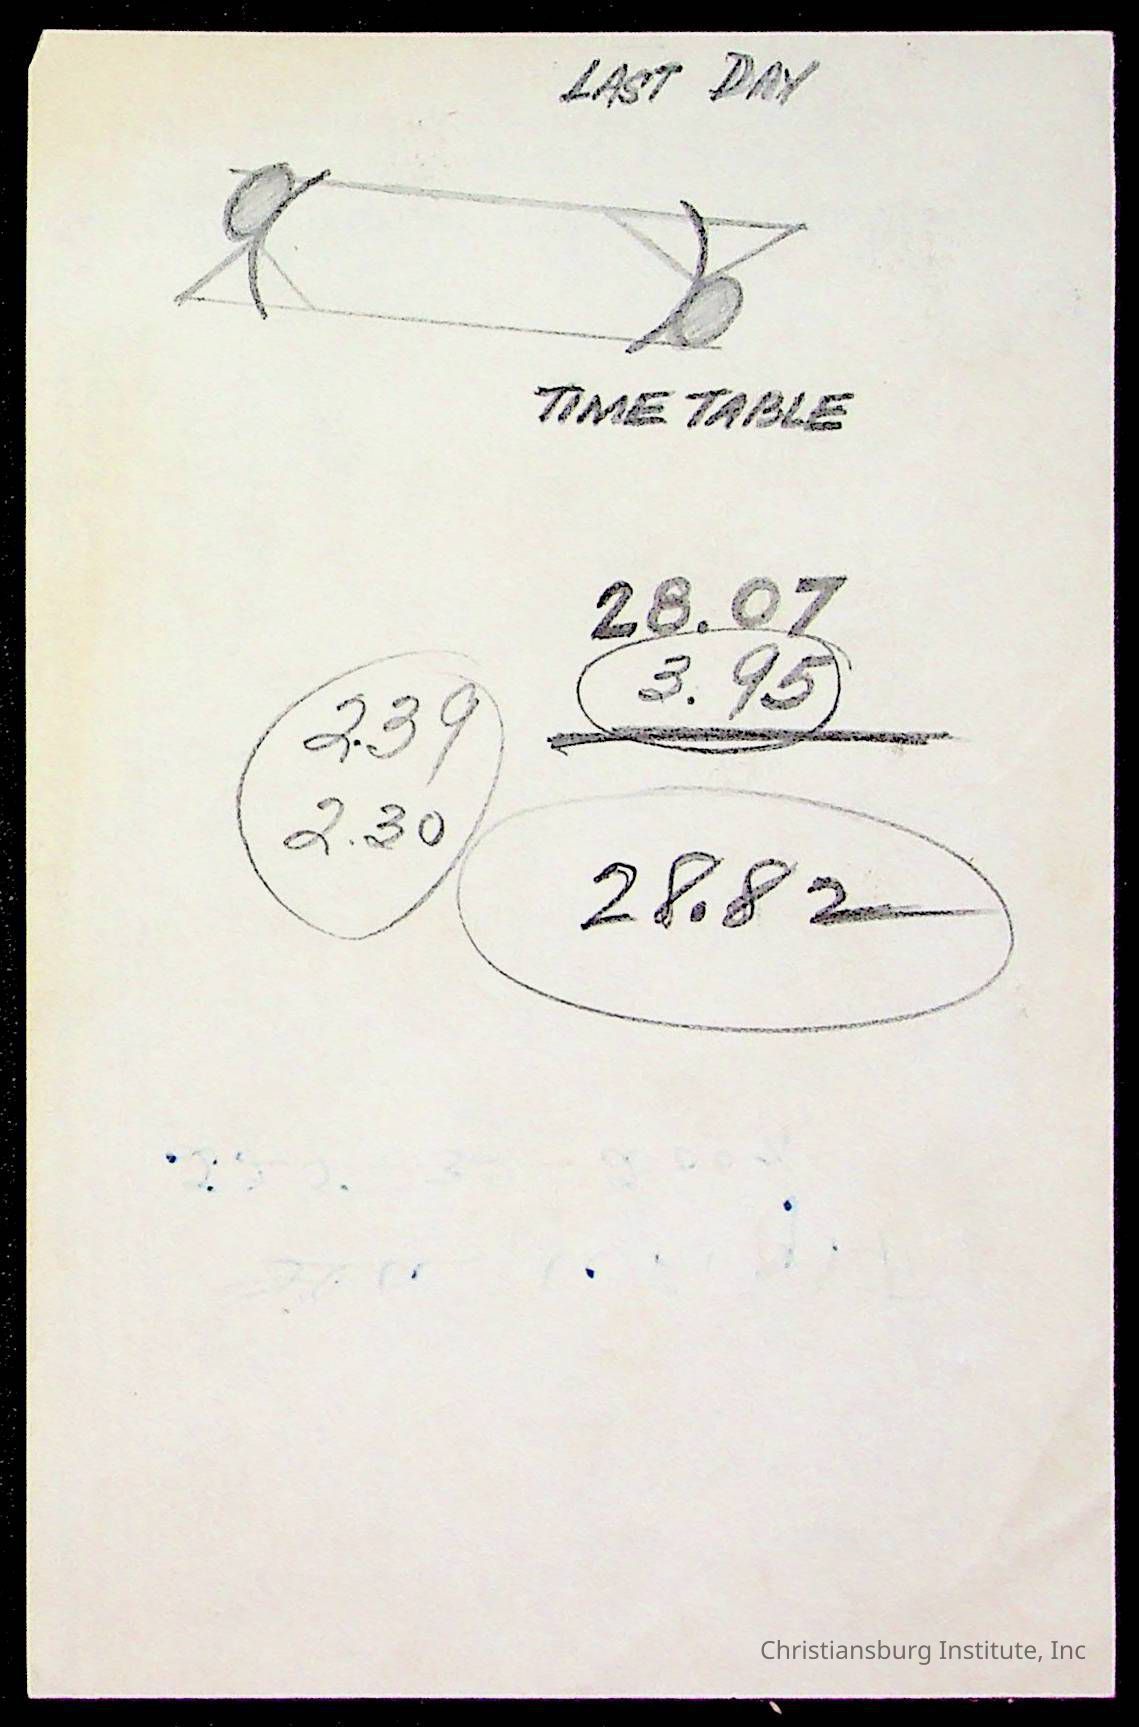 LAST DAY
TIME TABLE
28.07
3.95
2.39
2.30
28.82
Christiansburg Institute, Inc